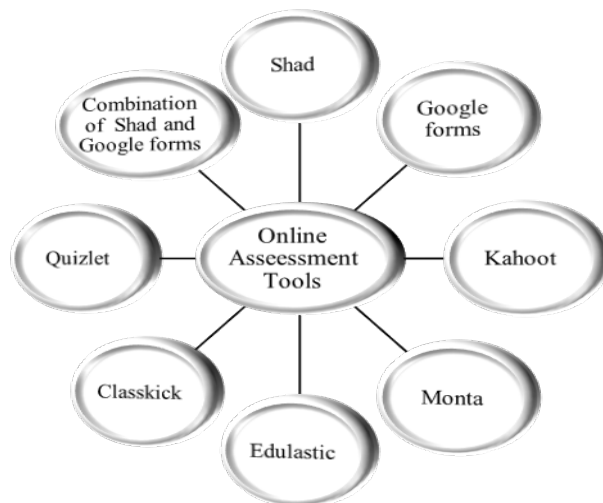 Shad
Combination
of Shad and
Google forms
Google
forms
Quizlet
Online
Asseessment
Tools
Kahoot
Classkick
Monta
Edulastic